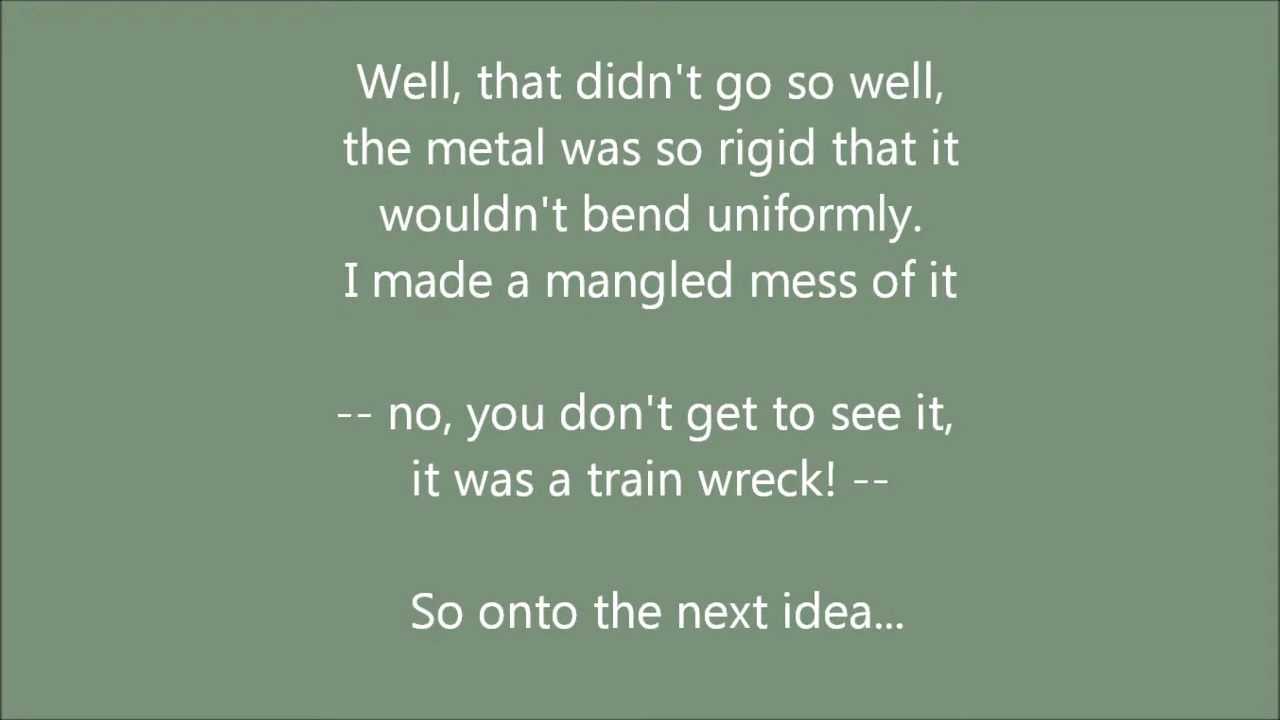 Well, that didn't go so well,
the metal was so rigid that it
wouldn't bend uniformly.
I made a mangled mess of it
-- no, you don't get to see it,
it was a train wreck! --
So onto the next idea...